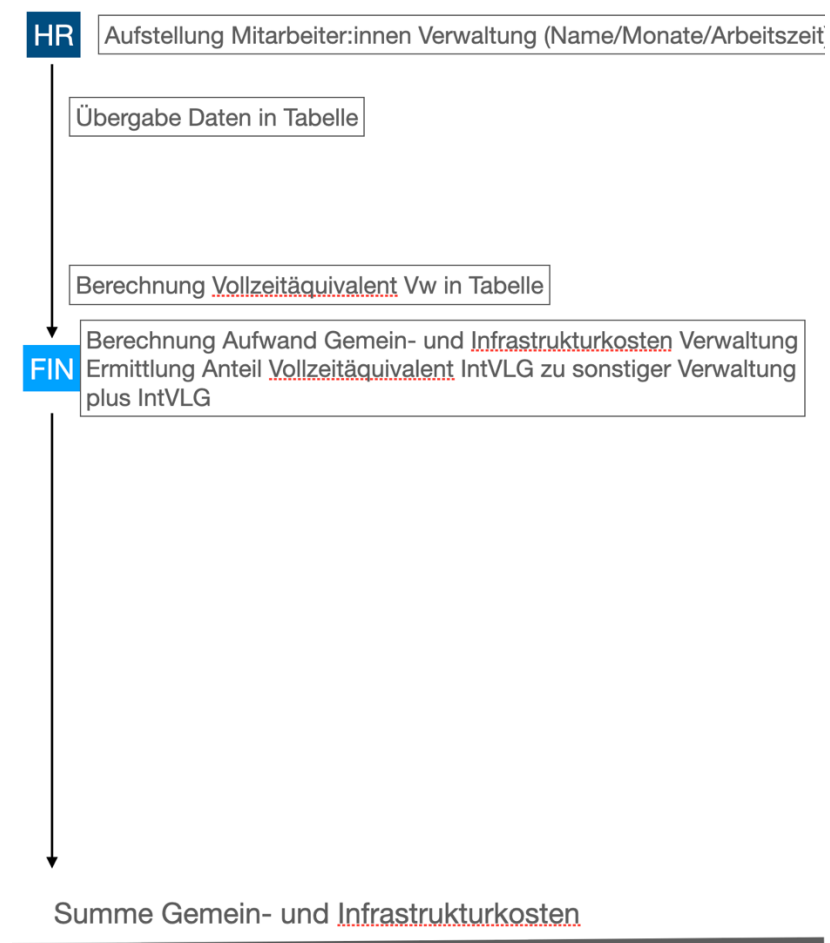 HR
Aufstellung Mitarbeiter:innen Verwaltung (Name/Monate/Arbeitszeit)
Übergabe Daten in Tabelle
Berechnung Vollzeitäquivalent Vw in Tabelle
FIN
Berechnung Aufwand Gemein- und Infrastrukturkosten Verwaltung
Ermittlung Anteil Vollzeitäquivalent IntVLG zu sonstiger Verwaltung
plus IntVLG
Summe Gemein- und Infrastrukturkosten